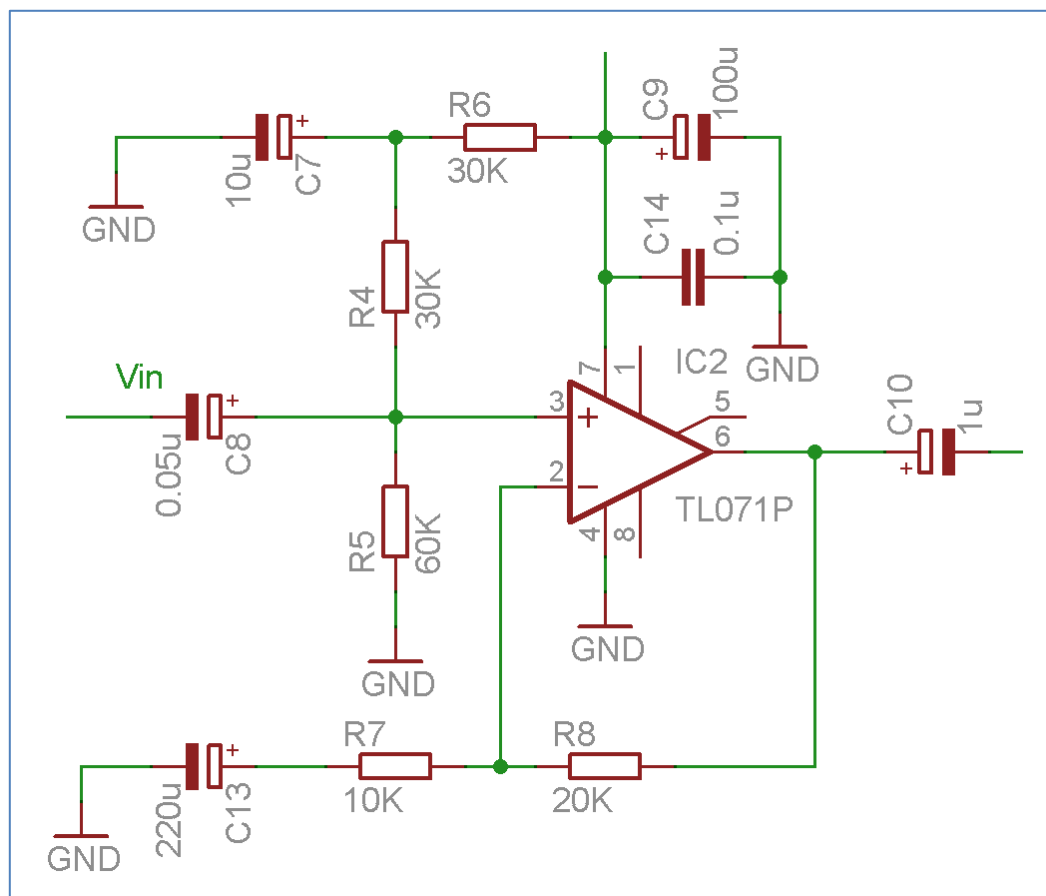 R6
30K
+
10u
C7
GND
C9
100u
+
C14
0.1u
GND
R4
30K
Vin
+
0.05u
C8
R5
60K
GND
7
1
IC2
3
+
5
6
2
−
4
8
TL071P
GND
C10
1u
+
R7
10K
R8
20K
+
220u
C13
GND